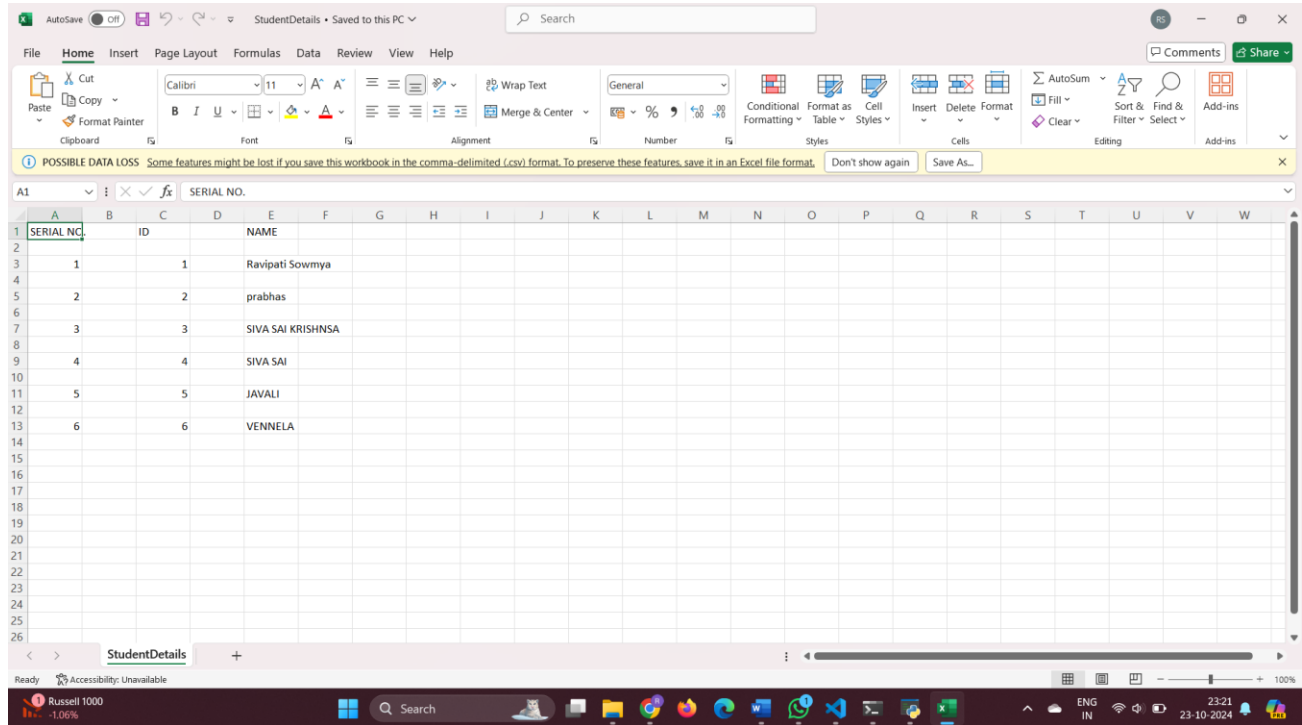 AutoSave Off StudentDetails • Saved to this PC Search RS
File Home Insert Page Layout Formulas Data Review View Help Comments Share
Paste Cut Copy Format Painter Clipboard
Calibri 11 A^ A˅ B I U A Font
ab Wrap Text Merge & Center Alignment
General % 9 Number
Conditional Formatting Format as Table Cell Styles Styles
Insert Delete Format Cells
AutoSum Fill Clear Sort & Filter Find & Select Editing
Add-ins Add-ins
POSSIBLE DATA LOSS Some features might be lost if you save this workbook in the comma-delimited (.csv) format. To preserve these features, save it in an Excel file format. Don't show again Save As...
A1 fx SERIAL NO.
A B C D E F G H I J K L M N O P Q R S T U V W
1 SERIAL NO. ID NAME
2
3 1 1 Ravipati Sowmya
4
5 2 2 prabhas
6
7 3 3 SIVA SAI KRISHNSA
8
9 4 4 SIVA SAI
10
11 5 5 JAVALI
12
13 6 6 VENNELA
14
15
16
17
18
19
20
21
22
23
24
25
26
StudentDetails +
Ready Accessibility: Unavailable 100%
1 Russell 1000 Search ENG 23:21
-1.06% IN 23-10-2024